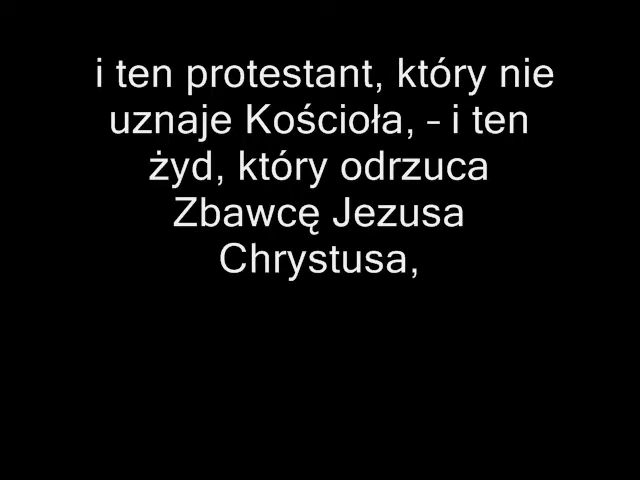 i ten protestant, który nie
uznaje Kościoła, – i ten
żyd, który odrzuca
Zbawcę Jezusa
Chrystusa,